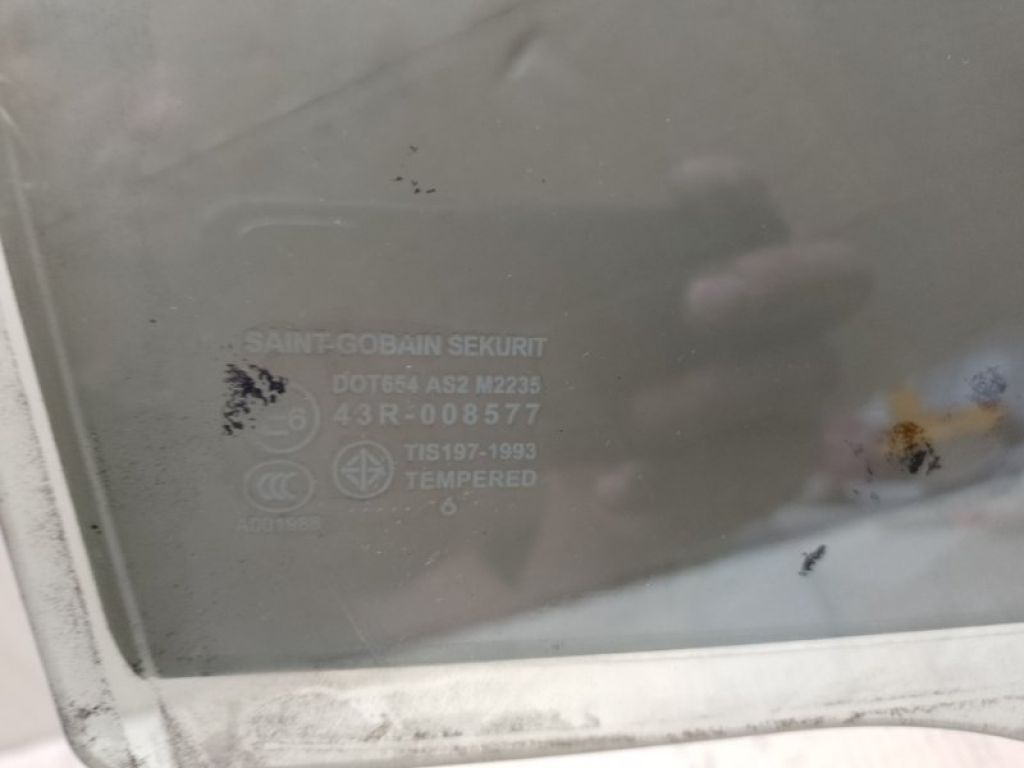 SAINT-GOBAIN SEKURIT
DOT654 AS2 M2235
43R-008577
TIS197-1993
TEMPERED
6